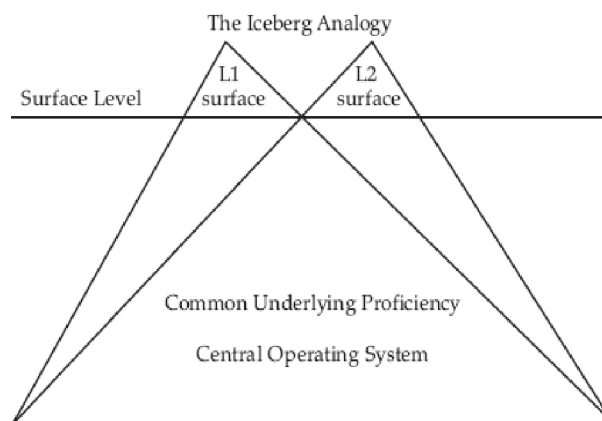 The Iceberg Analogy
L1
surface
L2
surface
Surface Level
Common Underlying Proficiency
Central Operating System